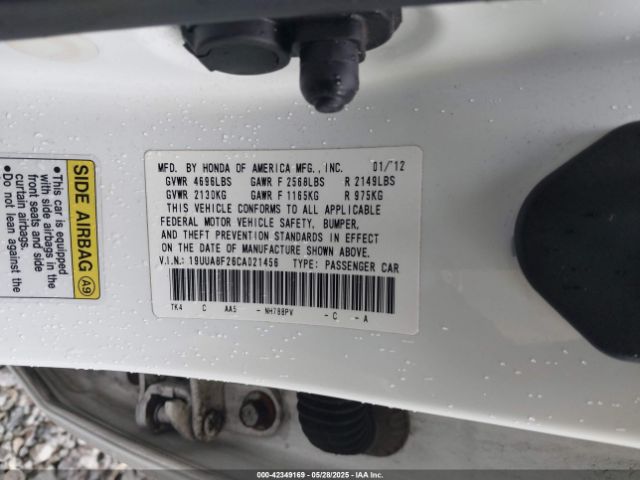 MFD. BY HONDA OF AMERICA MFG., INC. 01/'12
GVWR 4696LBS GAWR F 2568LBS R 2149LBS
GVWR 2130KG GAWR F 1165KG R 975KG
THIS VEHICLE CONFORMS TO ALL APPLICABLE
FEDERAL MOTOR VEHICLE SAFETY, BUMPER,
AND THEFT PREVENTION STANDARDS IN EFFECT
ON THE DATE OF MANUFACTURE SHOWN ABOVE.
V.I.N.: 19UUA8F26CA021456 TYPE: PASSENGER CAR
TK4 C AA5 - NH788PV - C - A
SIDE AIRBAG A9
•This car is equipped
with side airbags in the
front seats and side
curtain airbags.
•Do not lean against the
000-42349169 - 05/28/2025 - IAA Inc.